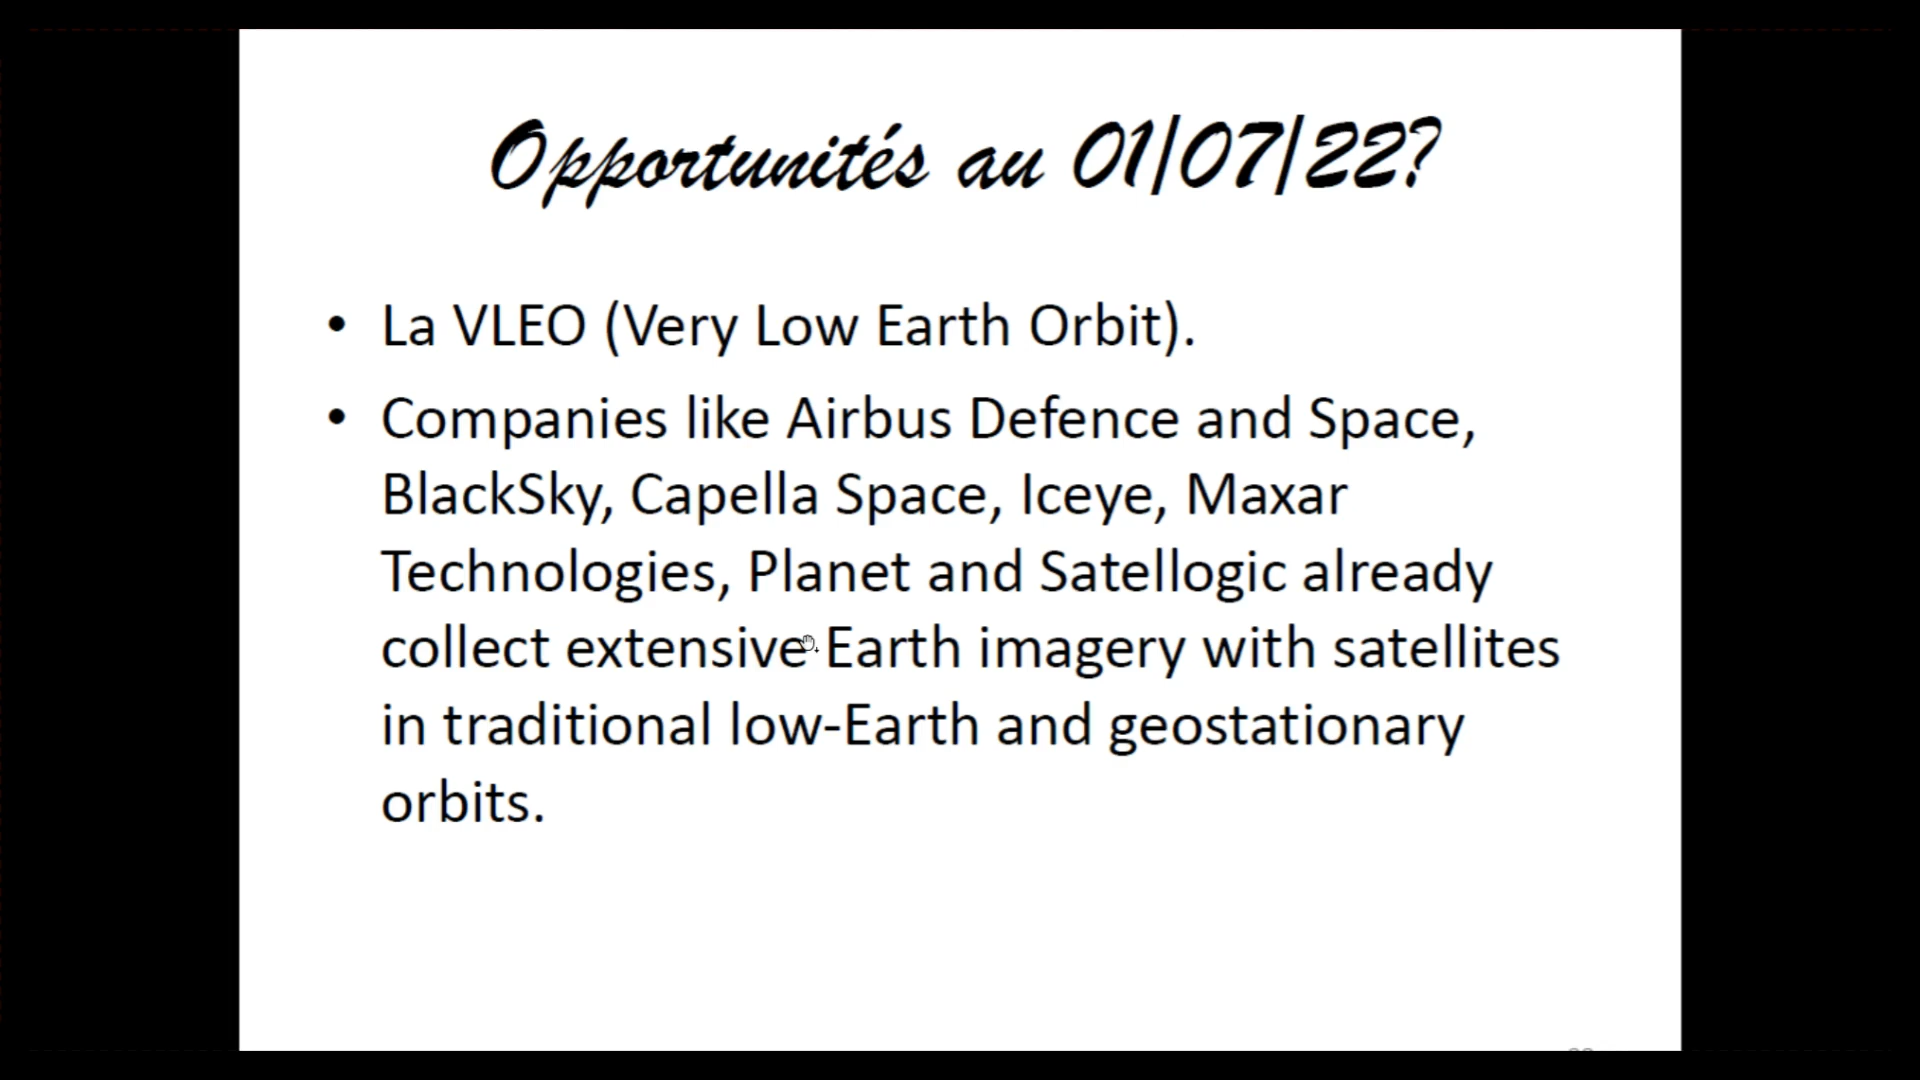 Opportunités au 01/07/22?
• La VLEO (Very Low Earth Orbit).
• Companies like Airbus Defence and Space,
BlackSky, Capella Space, Iceye, Maxar
Technologies, Planet and Satellogic already
collect extensive Earth imagery with satellites
in traditional low-Earth and geostationary
orbits.